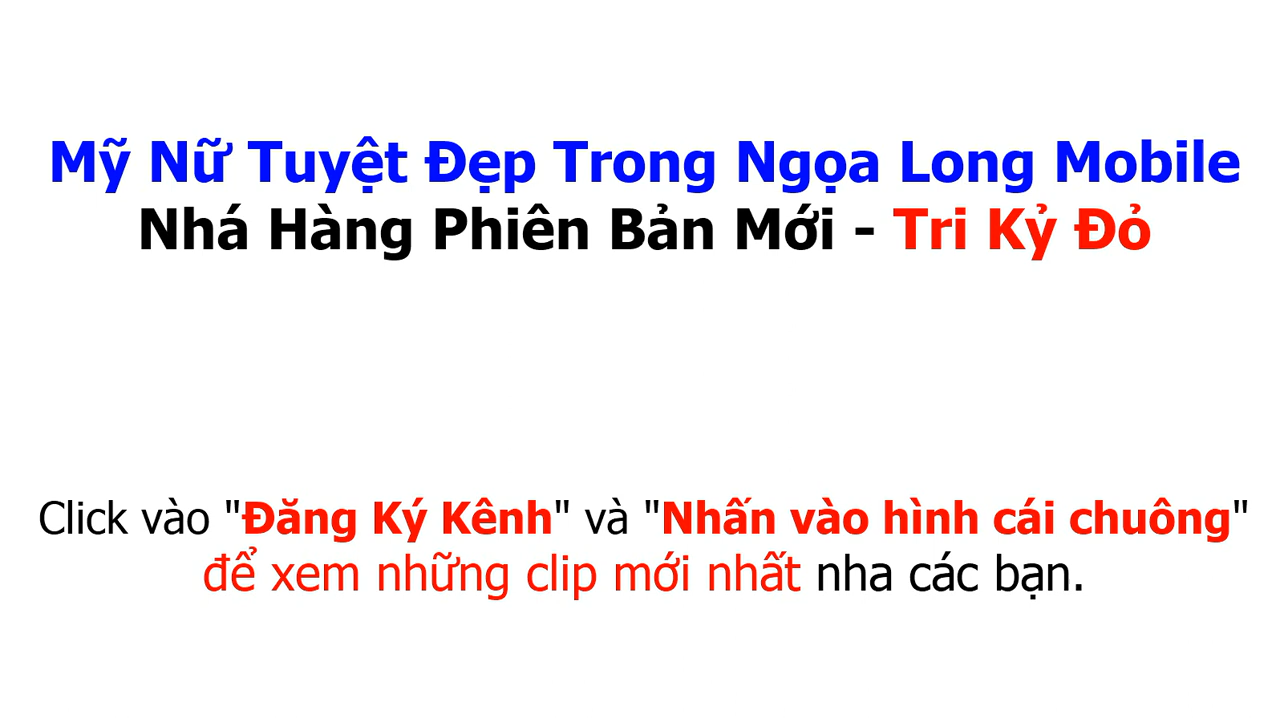 Mỹ Nữ Tuyệt Đẹp Trong Ngọa Long Mobile
Nhá Hàng Phiên Bản Mới - Tri Kỷ Đỏ
Click vào "Đăng Ký Kênh" và "Nhấn vào hình cái chuông"
để xem những clip mới nhất nha các bạn.